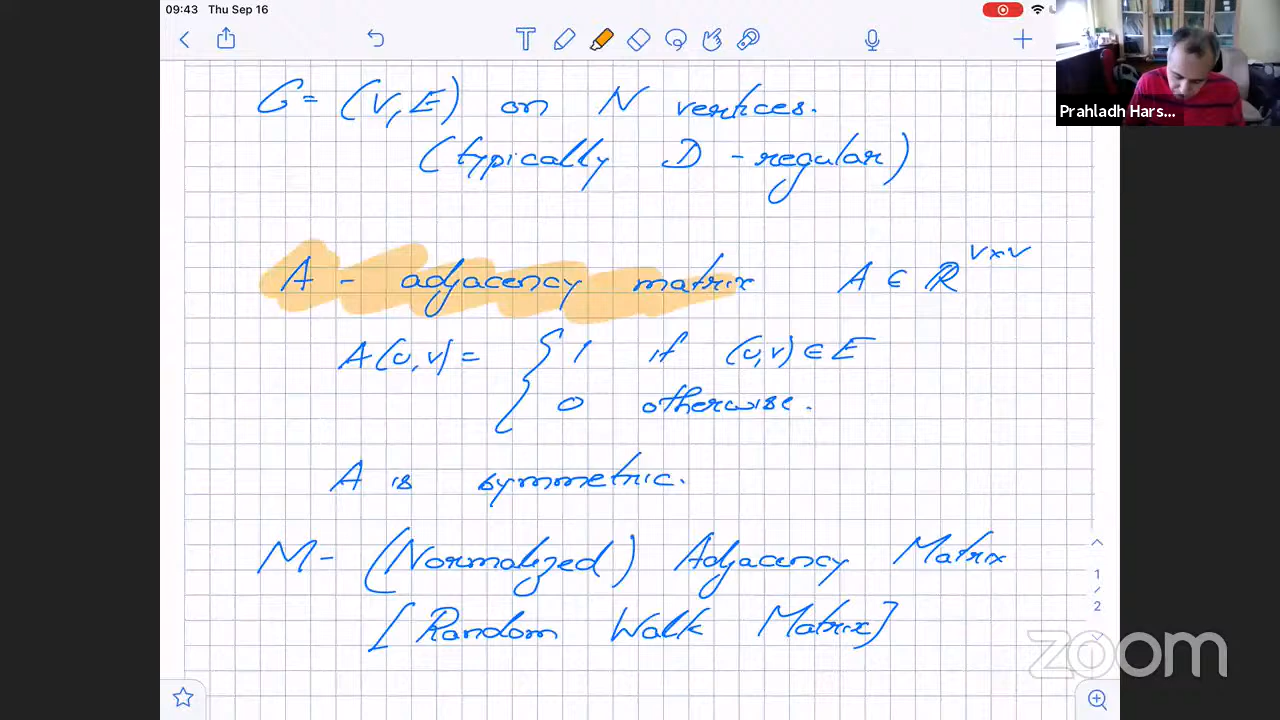 09:43 Thu Sep 16
T
Prahladh Hars...
G = (V, E) on N vertices.
(typically D - regular)
A - adjacency matrix A ∈ ℝ^{V×V}
A(u, v) = { 1 if (u, v) ∈ E
0 otherwise.
A is symmetric.
M - (Normalized) Adjacency Matrix
[Random Walk Matrix]
1
/
2
zoom